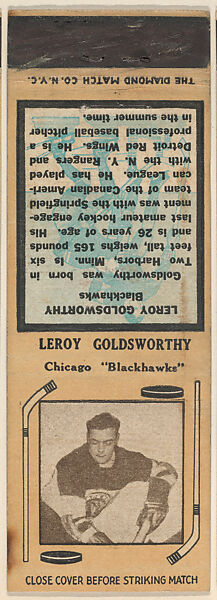 THE DIAMOND MATCH CO. N.Y.C.
LEROY GOLDSWORTHY
Blackhawks
Goldsworthy was born in
Two Harbors, Minn. Is six
feet tall, weighs 165 pounds
and is 26 years of age. His
last amateur hockey engage-
ment was with the Springfield
team of the Canadian Ameri-
can League. He has played
with the N. Y. Rangers and
Detroit Red Wings. He is a
professional baseball pitcher
in the summer time.
LEROY GOLDSWORTHY
Chicago "Blackhawks"
CLOSE COVER BEFORE STRIKING MATCH